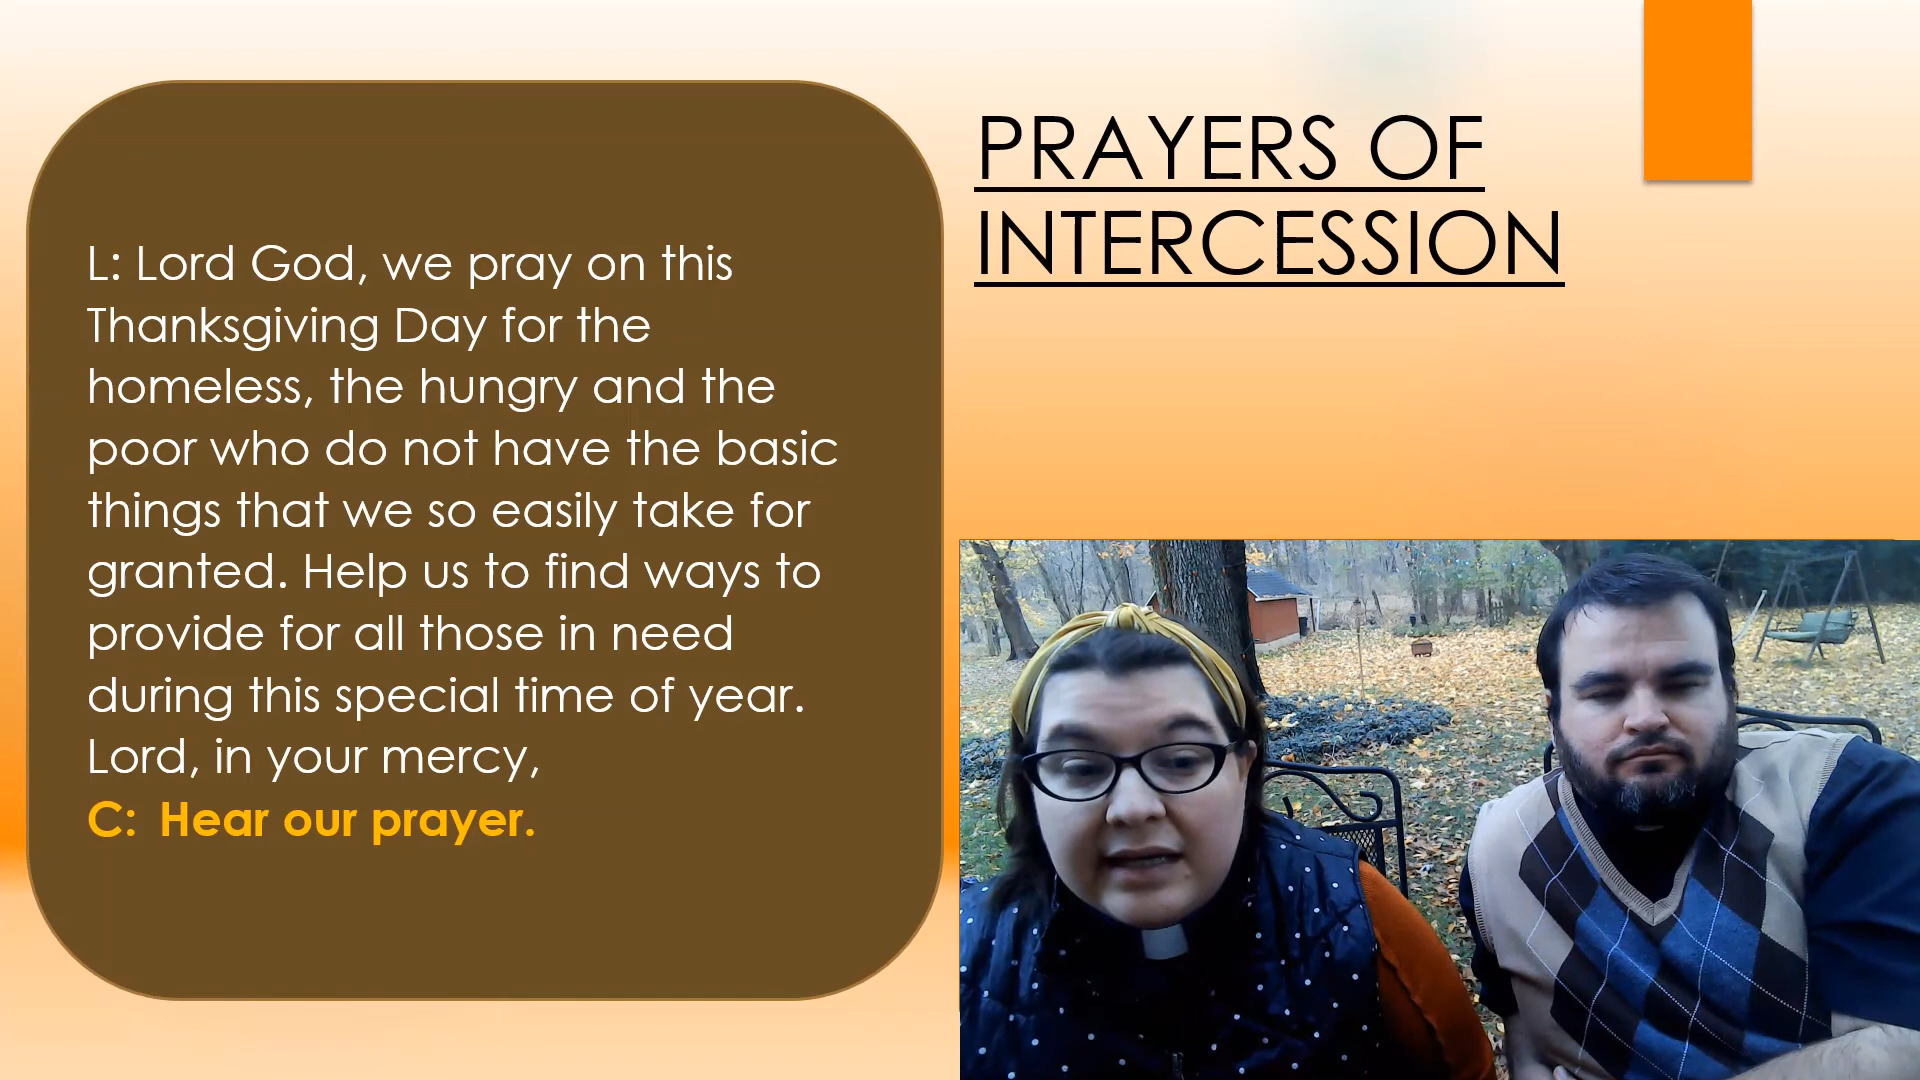 PRAYERS OF
INTERCESSION
L: Lord God, we pray on this
Thanksgiving Day for the
homeless, the hungry and the
poor who do not have the basic
things that we so easily take for
granted. Help us to find ways to
provide for all those in need
during this special time of year.
Lord, in your mercy,
C:  Hear our prayer.